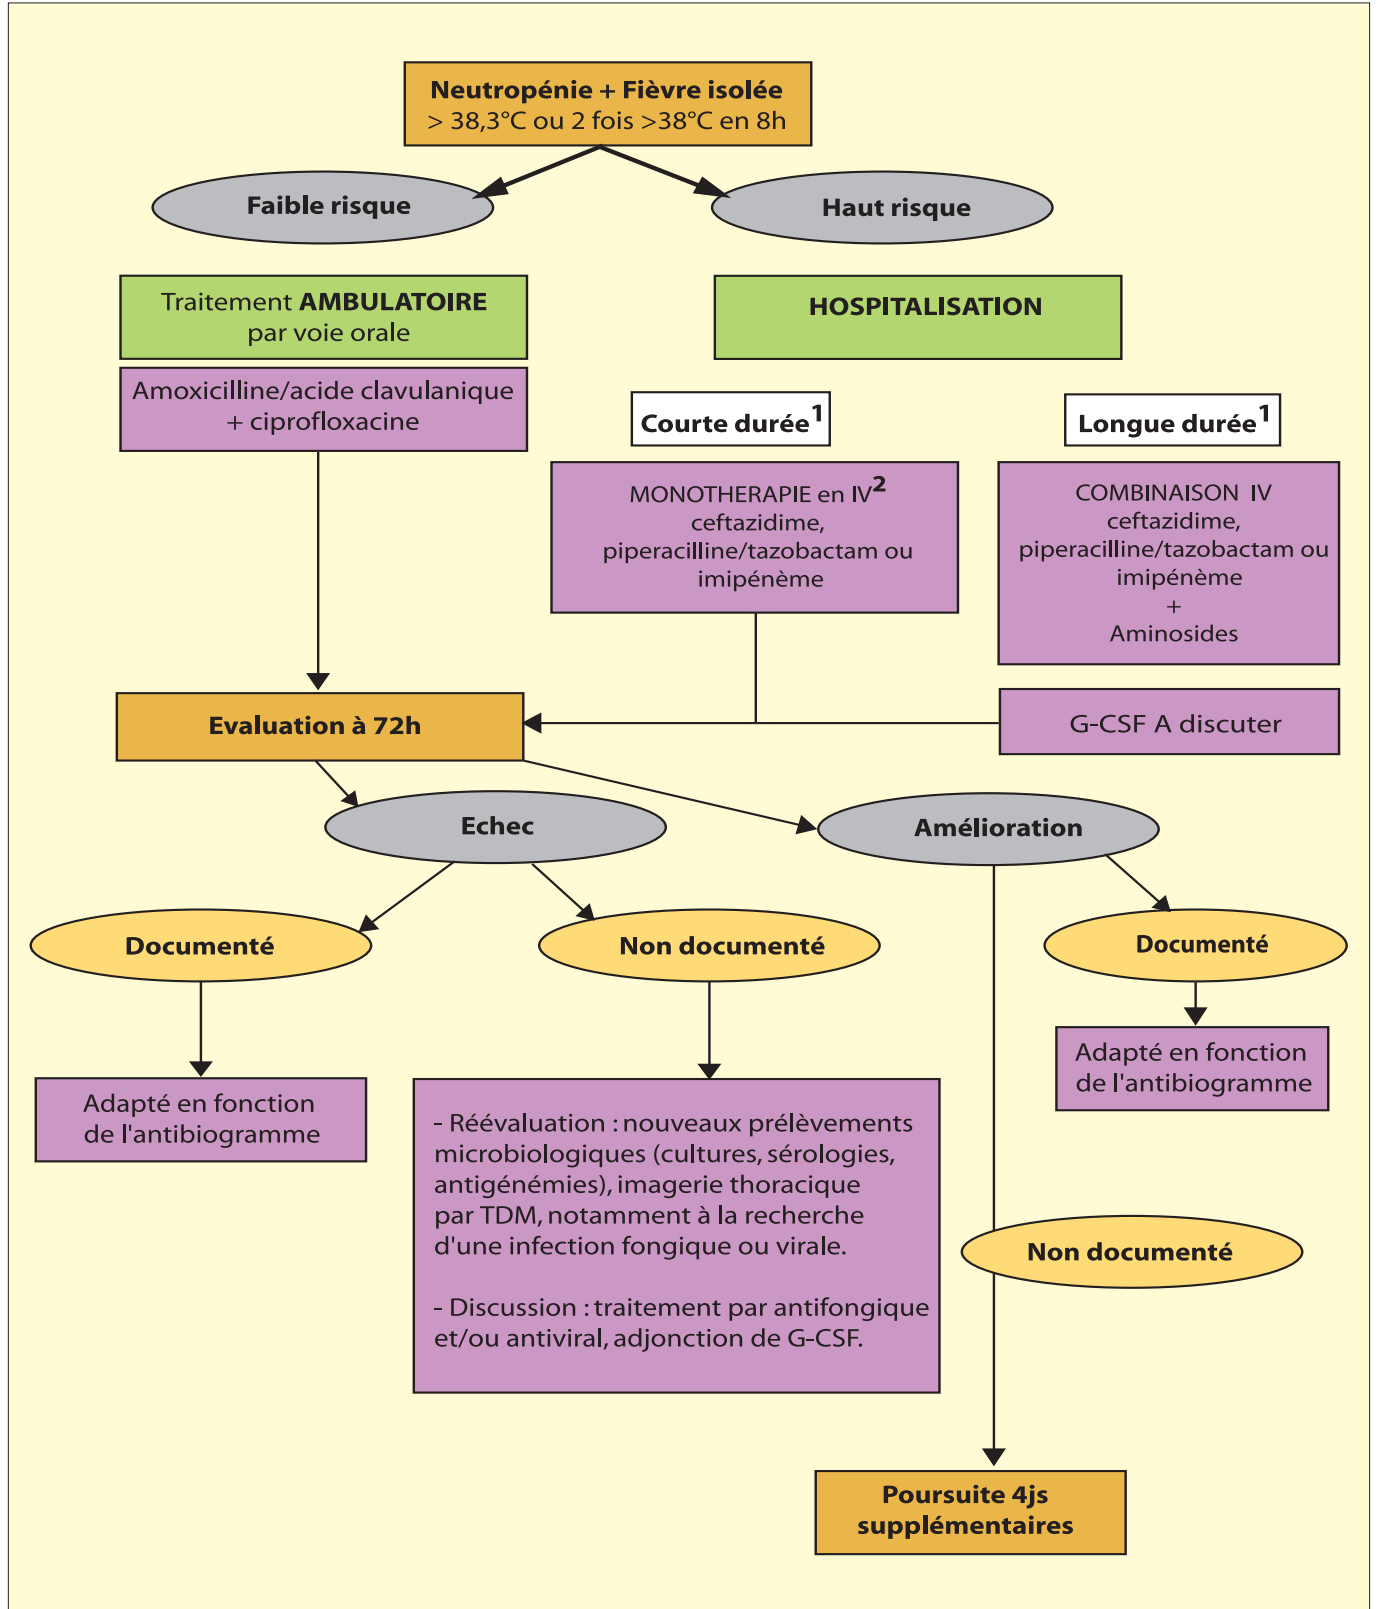 Neutropénie + Fièvre isolée
> 38,3°C ou 2 fois >38°C en 8h
Faible risque
Haut risque
Traitement AMBULATOIRE
par voie orale
HOSPITALISATION
Amoxicilline/acide clavulanique
+ ciprofloxacine
Courte durée1
Longue durée1
MONOTHERAPIE en IV2
ceftazidime,
piperacilline/tazobactam ou
imipénème
COMBINAISON IV
ceftazidime,
piperacilline/tazobactam ou
imipénème
+
Aminosides
Evaluation à 72h
G-CSF A discuter
Echec
Amélioration
Documenté
Non documenté
Documenté
Adapté en fonction
de l'antibiogramme
Adapté en fonction
de l'antibiogramme
- Réévaluation : nouveaux prélèvements
microbiologiques (cultures, sérologies,
antigénémies), imagerie thoracique
par TDM, notamment à la recherche
d'une infection fongique ou virale.
- Discussion : traitement par antifongique
et/ou antiviral, adjonction de G-CSF.
Non documenté
Poursuite 4js
supplémentaires